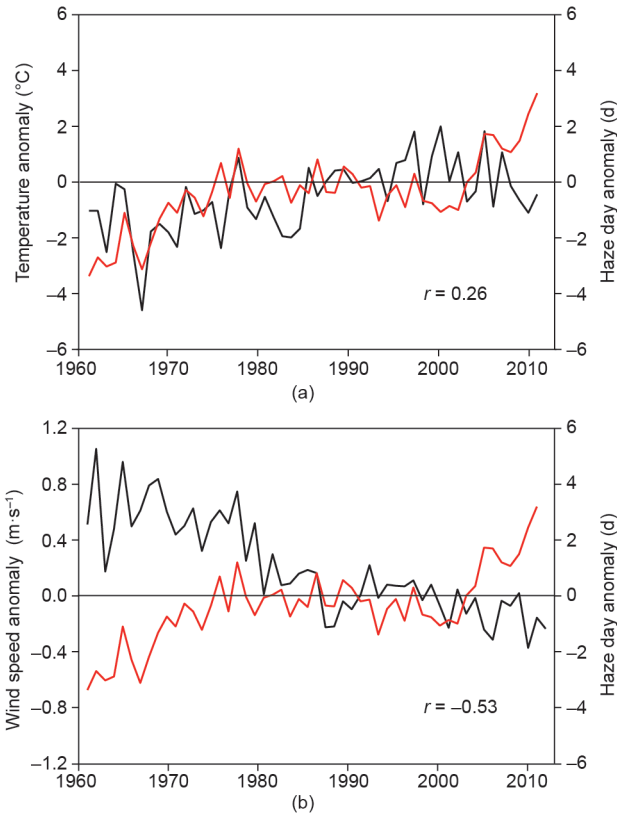 6
4
2
0
–2
–4
–6
Temperature anomaly (°C)
6
4
2
0
–2
–4
–6
Haze day anomaly (d)
r = 0.26
1960 1970 1980 1990 2000 2010
(a)
1.2
0.8
0.4
0.0
–0.4
–0.8
–1.2
Wind speed anomaly (m·s⁻¹)
6
4
2
0
–2
–4
–6
Haze day anomaly (d)
r = –0.53
1960 1970 1980 1990 2000 2010
(b)